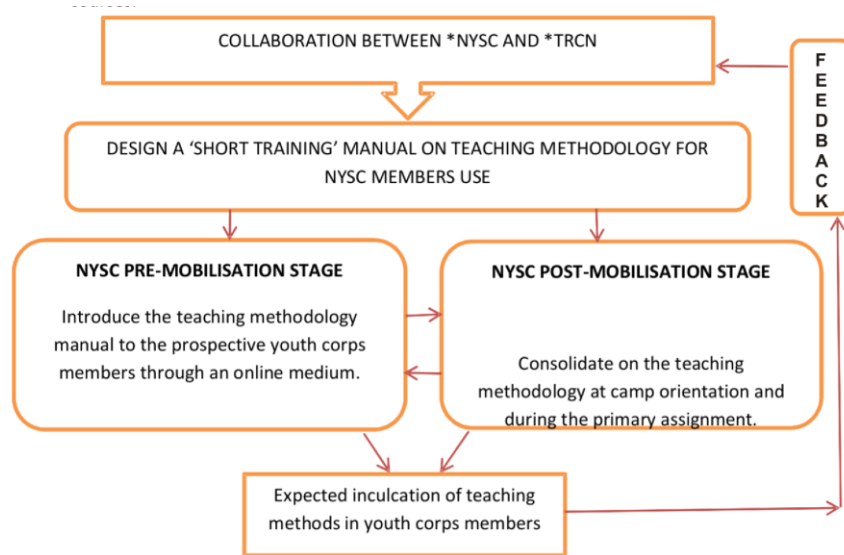 COLLABORATION BETWEEN *NYSC AND *TRCN
FEEDBACK
DESIGN A ‘SHORT TRAINING’ MANUAL ON TEACHING METHODOLOGY FOR
NYSC MEMBERS USE
NYSC PRE-MOBILISATION STAGE
Introduce the teaching methodology
manual to the prospective youth corps
members through an online medium.
NYSC POST-MOBILISATION STAGE
Consolidate on the teaching
methodology at camp orientation and
during the primary assignment.
Expected inculcation of teaching
methods in youth corps members